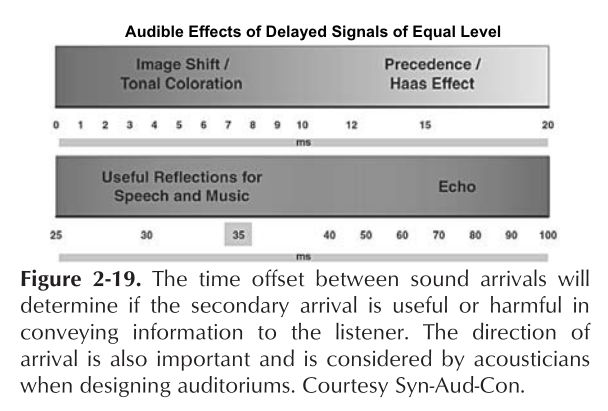 Audible Effects of Delayed Signals of Equal Level
Image Shift / Precedence /
Tonal Coloration Haas Effect
0 1 2 3 4 5 6 7 8 9 10 12 15 20
ms
Useful Reflections for
Speech and Music Echo
25 30 35 40 50 60 70 80 90 100
ms
Figure 2-19. The time offset between sound arrivals will
determine if the secondary arrival is useful or harmful in
conveying information to the listener. The direction of
arrival is also important and is considered by acousticians
when designing auditoriums. Courtesy Syn-Aud-Con.